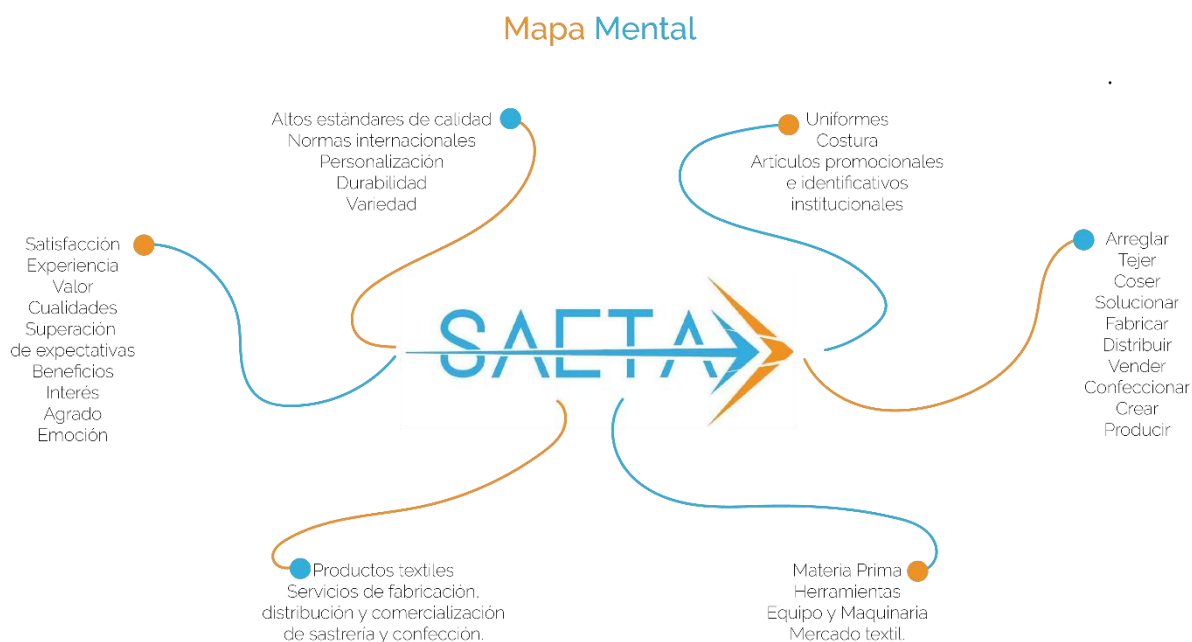 Mapa Mental
Altos estándares de calidad
Normas internacionales
Personalización
Durabilidad
Variedad
Uniformes
Costura
Artículos promocionales
e identificativos
institucionales
Satisfacción
Experiencia
Valor
Cualidades
Superación
de expectativas
Beneficios
Interés
Agrado
Emoción
Arreglar
Tejer
Coser
Solucionar
Fabricar
Distribuir
Vender
Confeccionar
Crear
Producir
SAETA
Productos textiles
Servicios de fabricación,
distribución y comercialización
de sastrería y confección.
Materia Prima
Herramientas
Equipo y Maquinaria
Mercado textil.